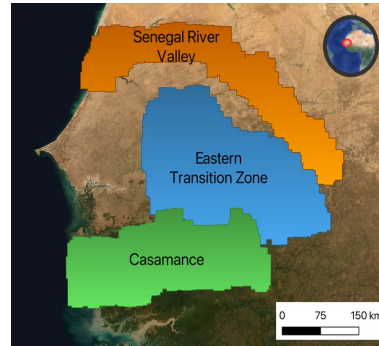 Senegal River
Valley
Eastern
Transition Zone
Casamance
0 75 150 km